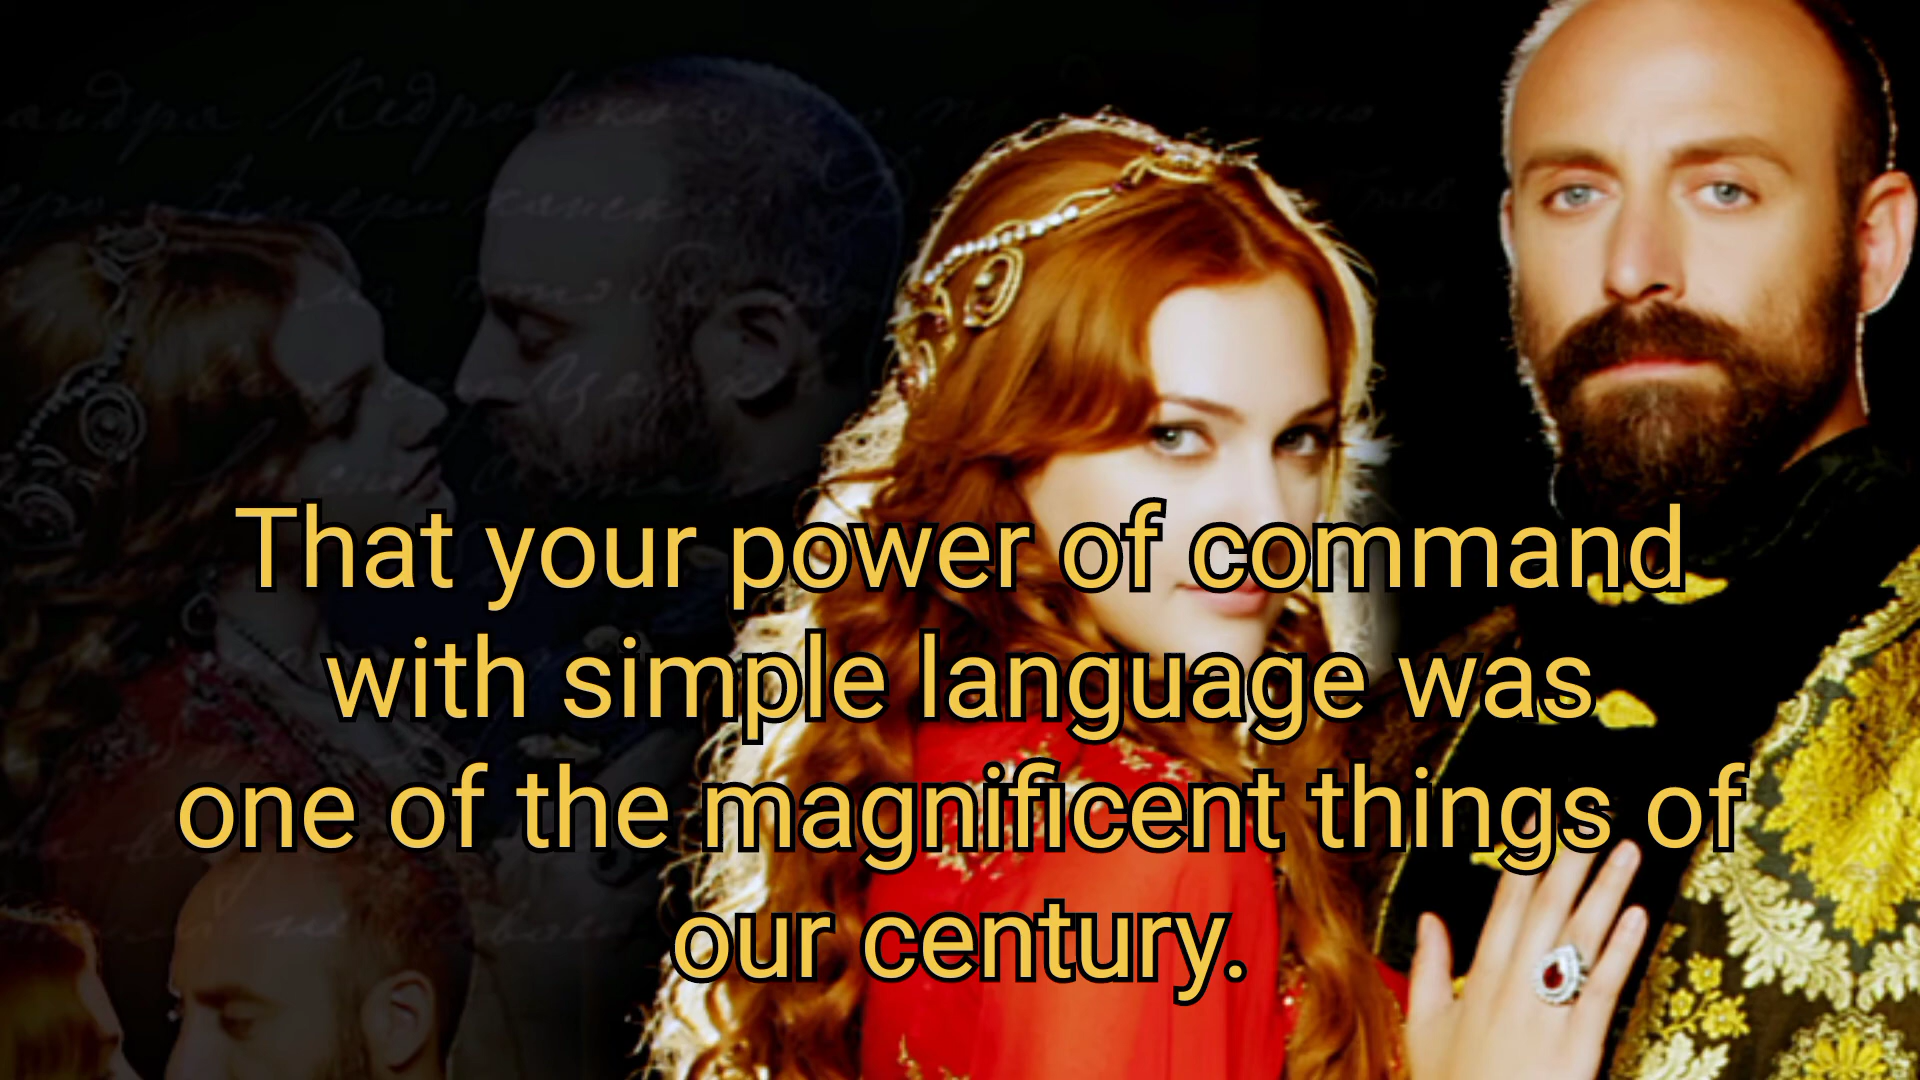 That your power of command
with simple language was
one of the magnificent things of
our century.